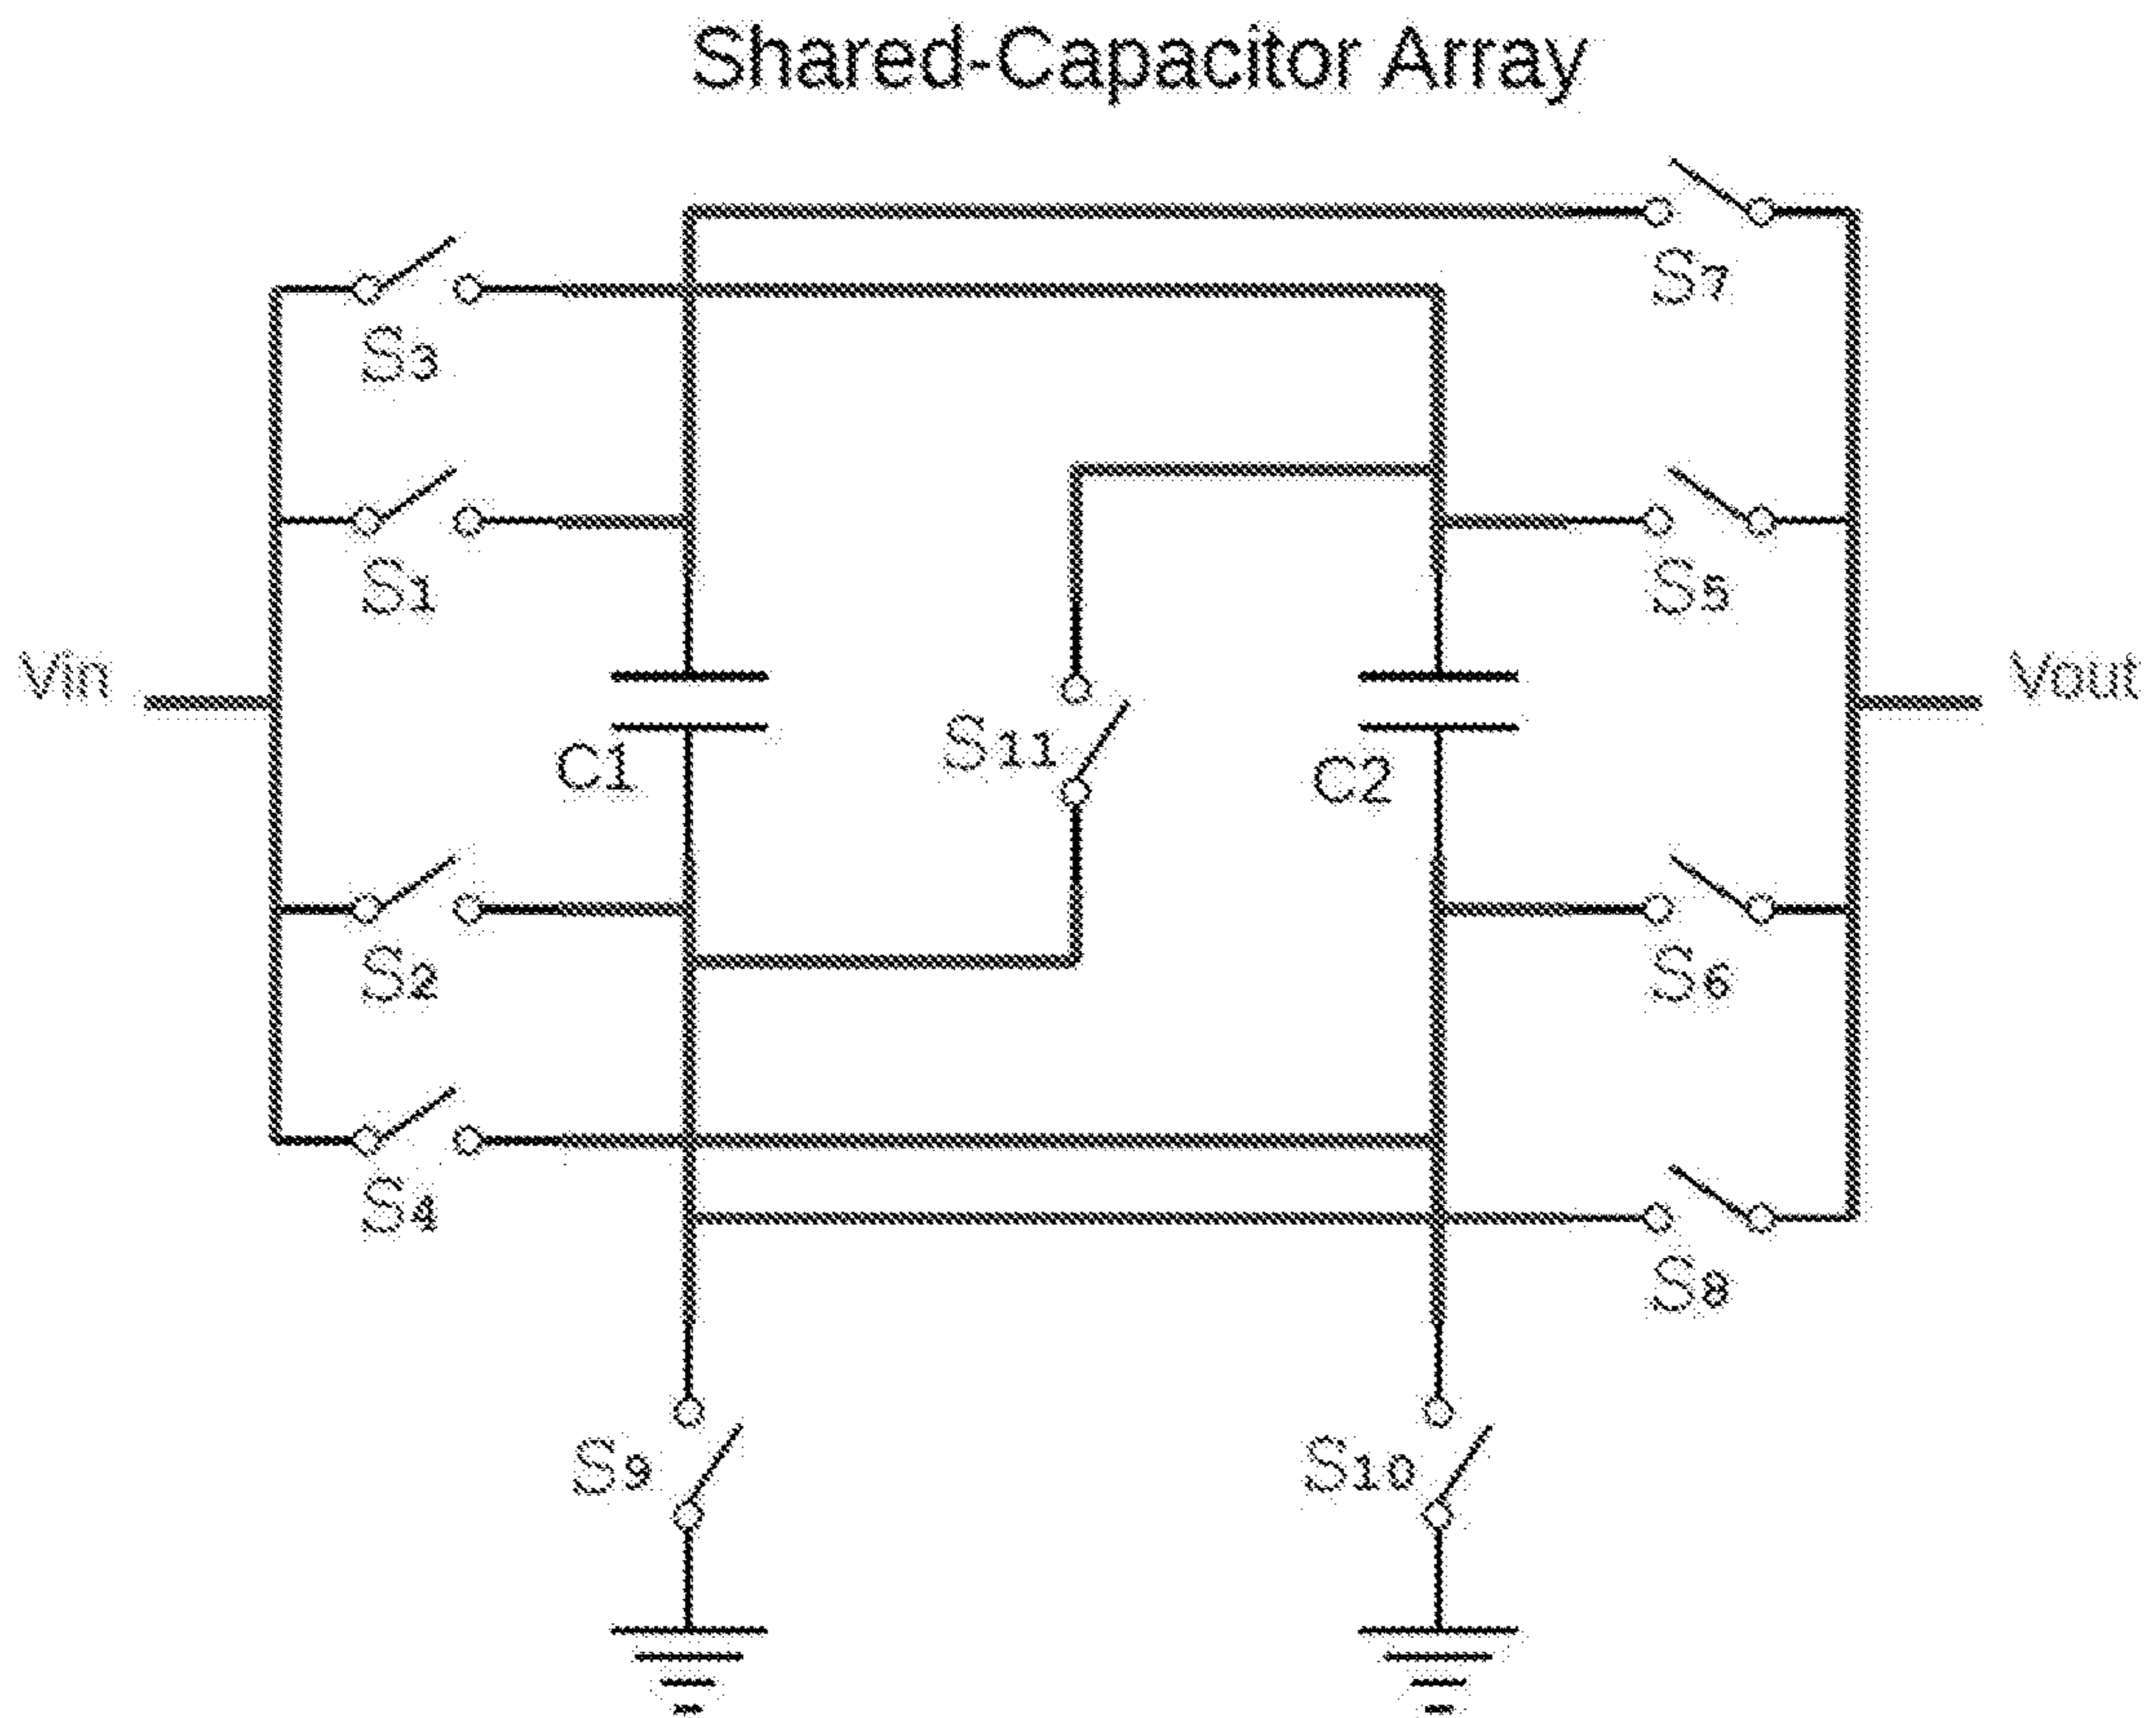 Shared-Capacitor Array
S7
S3
S1
S5
Vin
Vout
C1
S11
C2
S2
S6
S4
S8
S9
S10